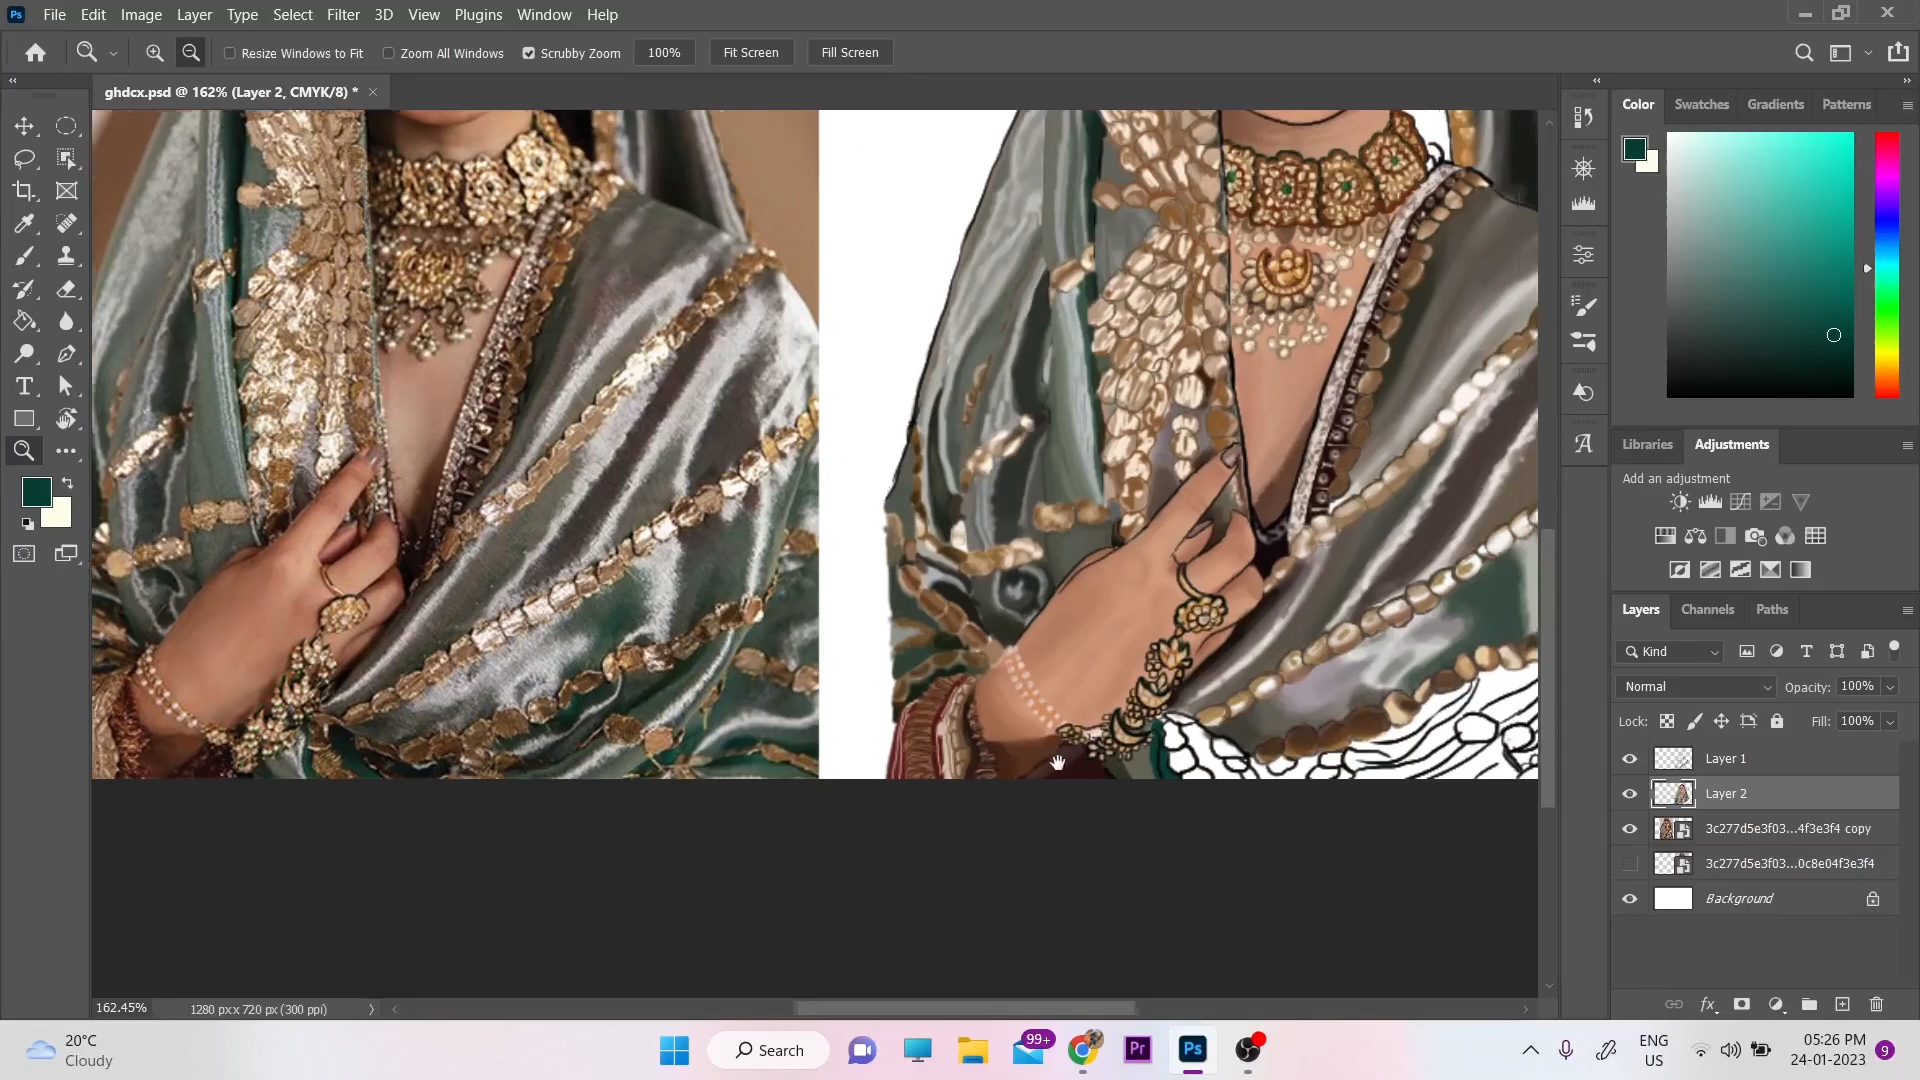 Ps File Edit Image Layer Type Select Filter 3D View Plugins Window Help
Resize Windows to Fit Zoom All Windows Scrubby Zoom 100% Fit Screen Fill Screen
ghdcx.psd @ 162% (Layer 2, CMYK/8) *
Color Swatches Gradients Patterns
Libraries Adjustments
Add an adjustment
Layers Channels Paths
Kind
Normal Opacity: 100%
Lock: Fill: 100%
Layer 1
Layer 2
3c277d5e3f03...4f3e3f4 copy
3c277d5e3f03...0c8e04f3e3f4
Background
162.45% 1280 px x 720 px (300 ppi)
20°C
Cloudy
Search
99+
Pr
Ps
ENG
US
05:26 PM
24-01-2023
9